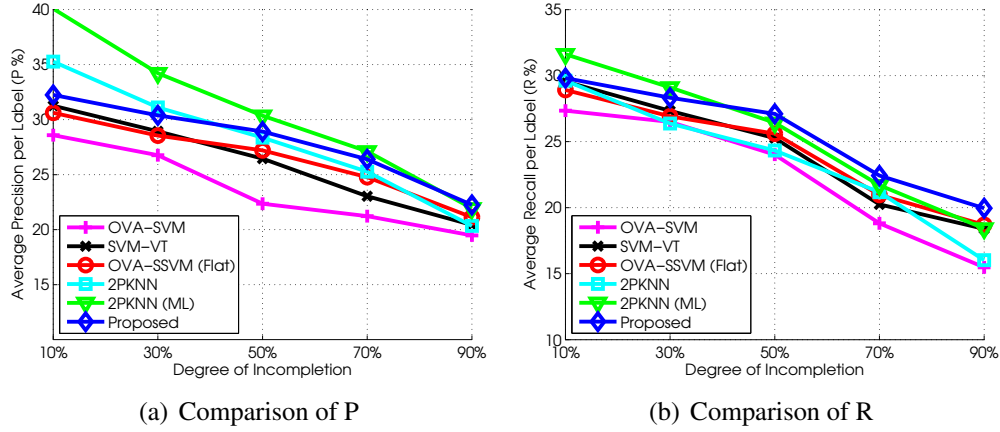 40
35
30
25
20
15
Average Precision per Label (P %)
OVA-SVM
SVM-VT
OVA-SSVM (Flat)
2PKNN
2PKNN (ML)
Proposed
10% 30% 50% 70% 90%
Degree of Incompletion
(a) Comparison of P
35
30
25
20
15
10
Average Recall per Label (R %)
OVA-SVM
SVM-VT
OVA-SSVM (Flat)
2PKNN
2PKNN (ML)
Proposed
10% 30% 50% 70% 90%
Degree of Incompletion
(b) Comparison of R